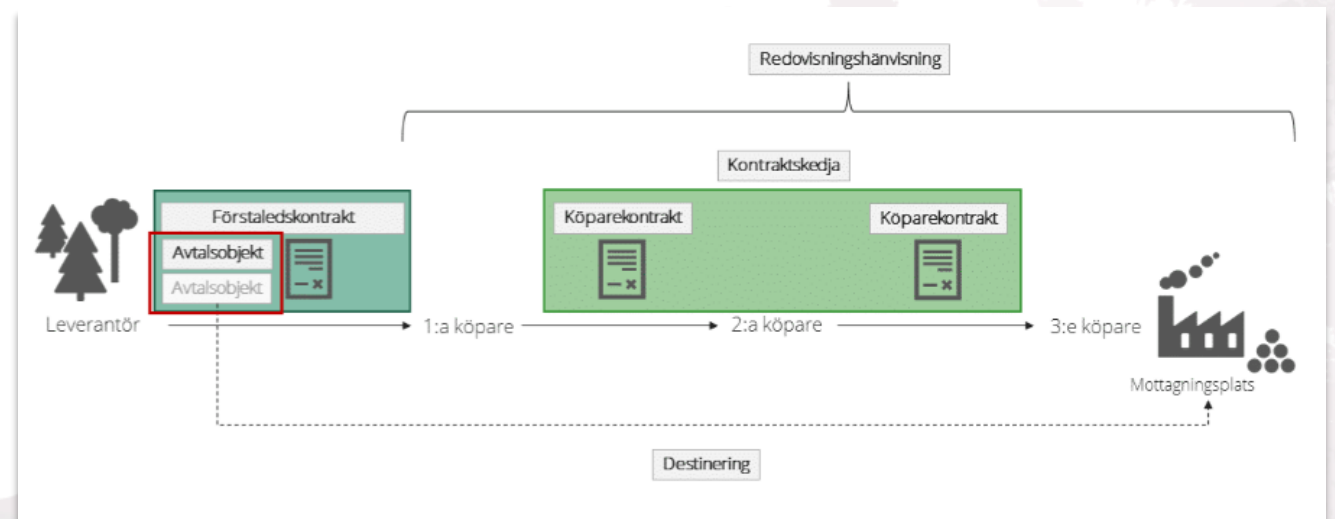 Redovisningshänvisning
Kontraktskedja
Förstaledskontrakt
Avtalsobjekt
Avtalsobjekt
Köparekontrakt
Köparekontrakt
Leverantör
1:a köpare
2:a köpare
3:e köpare
Mottagningsplats
Destinering